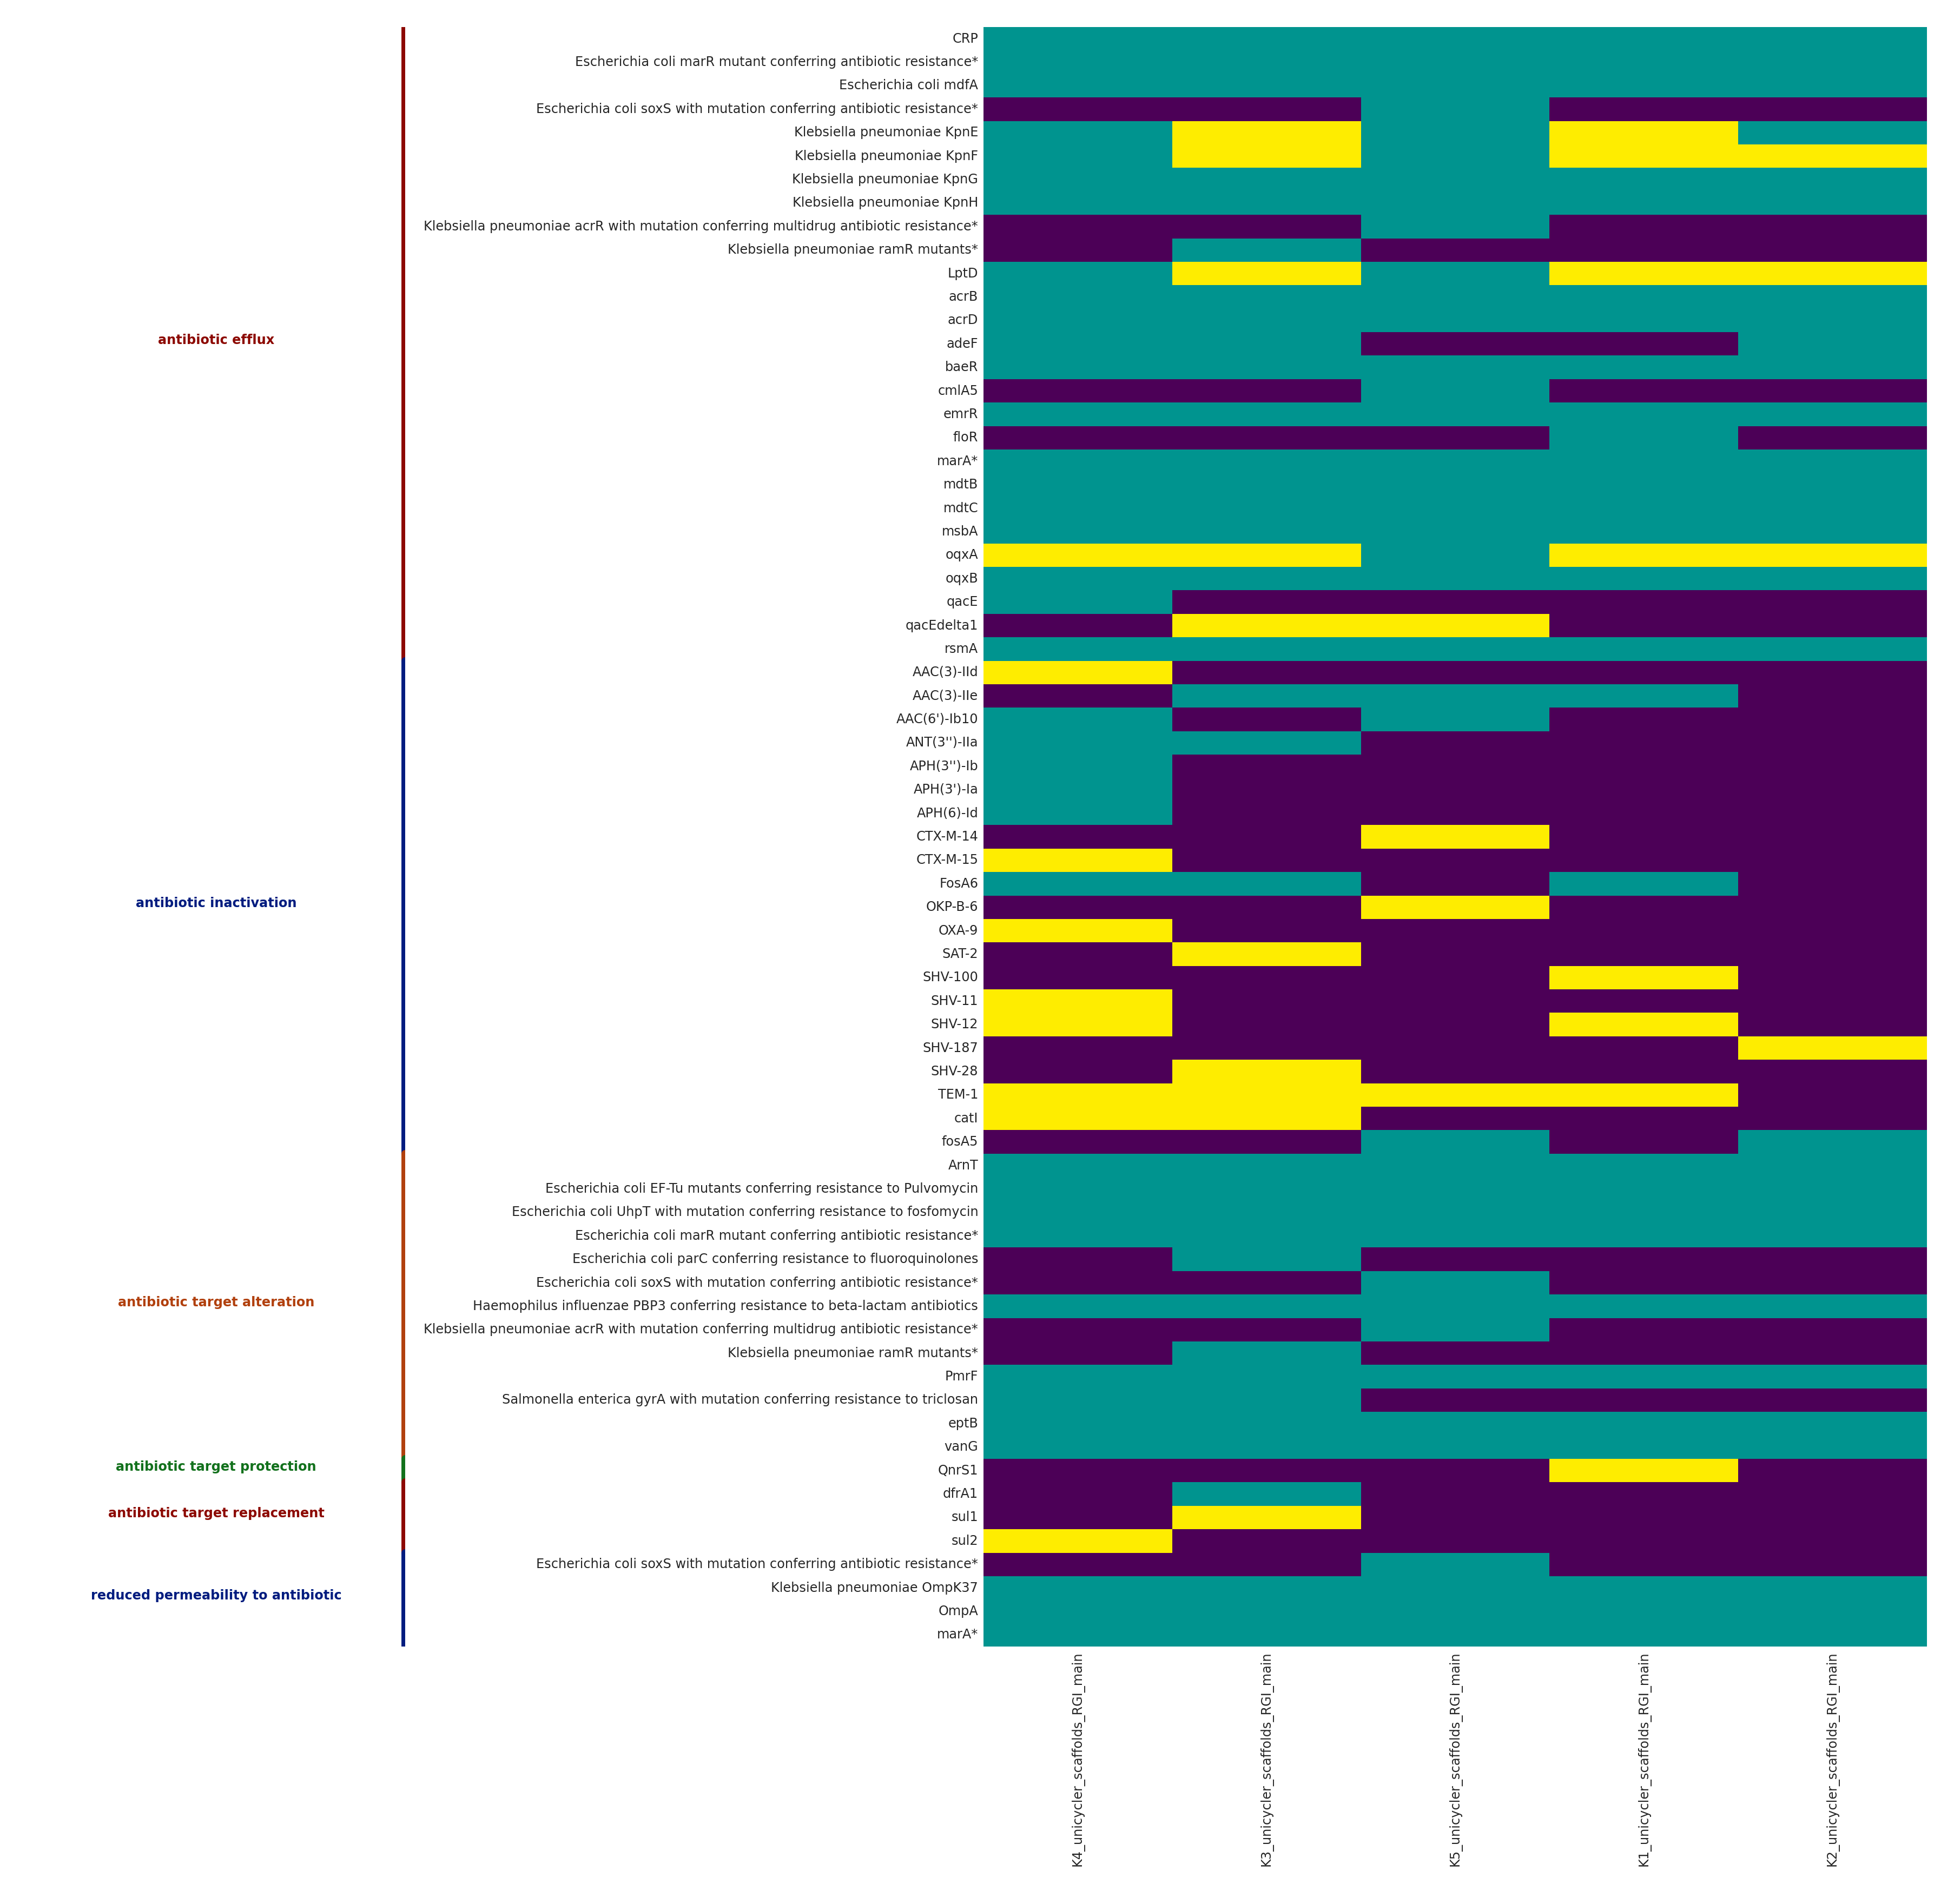 CRP
Escherichia coli marR mutant conferring antibiotic resistance*
Escherichia coli mdfA
Escherichia coli soxS with mutation conferring antibiotic resistance*
Klebsiella pneumoniae KpnE
Klebsiella pneumoniae KpnF
Klebsiella pneumoniae KpnG
Klebsiella pneumoniae KpnH
Klebsiella pneumoniae acrR with mutation conferring multidrug antibiotic resistance*
Klebsiella pneumoniae ramR mutants*
LptD
acrB
acrD
antibiotic efflux
adeF
baeR
cmlA5
emrR
floR
marA*
mdtB
mdtC
msbA
oqxA
oqxB
qacE
qacEdelta1
rsmA
AAC(3)-IId
AAC(3)-IIe
AAC(6')-Ib10
ANT(3'')-IIa
APH(3'')-Ib
APH(3')-Ia
APH(6)-Id
CTX-M-14
CTX-M-15
FosA6
antibiotic inactivation
OKP-B-6
OXA-9
SAT-2
SHV-100
SHV-11
SHV-12
SHV-187
SHV-28
TEM-1
catI
fosA5
ArnT
Escherichia coli EF-Tu mutants conferring resistance to Pulvomycin
Escherichia coli UhpT with mutation conferring resistance to fosfomycin
Escherichia coli marR mutant conferring antibiotic resistance*
Escherichia coli parC conferring resistance to fluoroquinolones
Escherichia coli soxS with mutation conferring antibiotic resistance*
antibiotic target alteration
Haemophilus influenzae PBP3 conferring resistance to beta-lactam antibiotics
Klebsiella pneumoniae acrR with mutation conferring multidrug antibiotic resistance*
Klebsiella pneumoniae ramR mutants*
PmrF
Salmonella enterica gyrA with mutation conferring resistance to triclosan
eptB
vanG
antibiotic target protection
QnrS1
dfrA1
antibiotic target replacement
sul1
sul2
Escherichia coli soxS with mutation conferring antibiotic resistance*
Klebsiella pneumoniae OmpK37
reduced permeability to antibiotic
OmpA
marA*
K4_unicycler_scaffolds_RGI_main
K3_unicycler_scaffolds_RGI_main
K5_unicycler_scaffolds_RGI_main
K1_unicycler_scaffolds_RGI_main
K2_unicycler_scaffolds_RGI_main